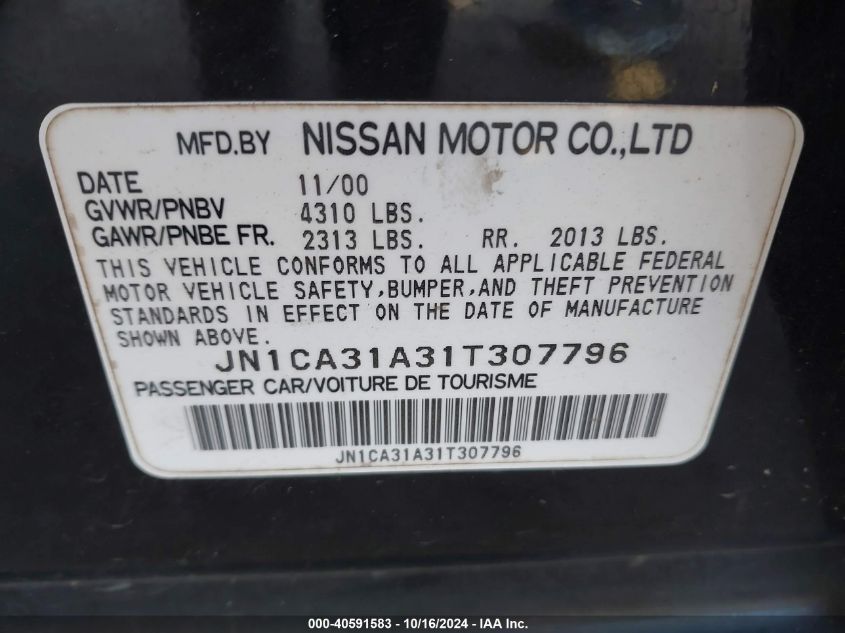 MFD.BY NISSAN MOTOR CO.,LTD
DATE 11/00
GVWR/PNBV 4310 LBS.
GAWR/PNBE FR. 2313 LBS. RR. 2013 LBS.
THIS VEHICLE CONFORMS TO ALL APPLICABLE FEDERAL
MOTOR VEHICLE SAFETY,BUMPER,AND THEFT PREVENTION
STANDARDS IN EFFECT ON THE DATE OF MANUFACTURE
SHOWN ABOVE.
JN1CA31A31T307796
PASSENGER CAR/VOITURE DE TOURISME
JN1CA31A31T307796
000-40591583 - 10/16/2024 - IAA Inc.